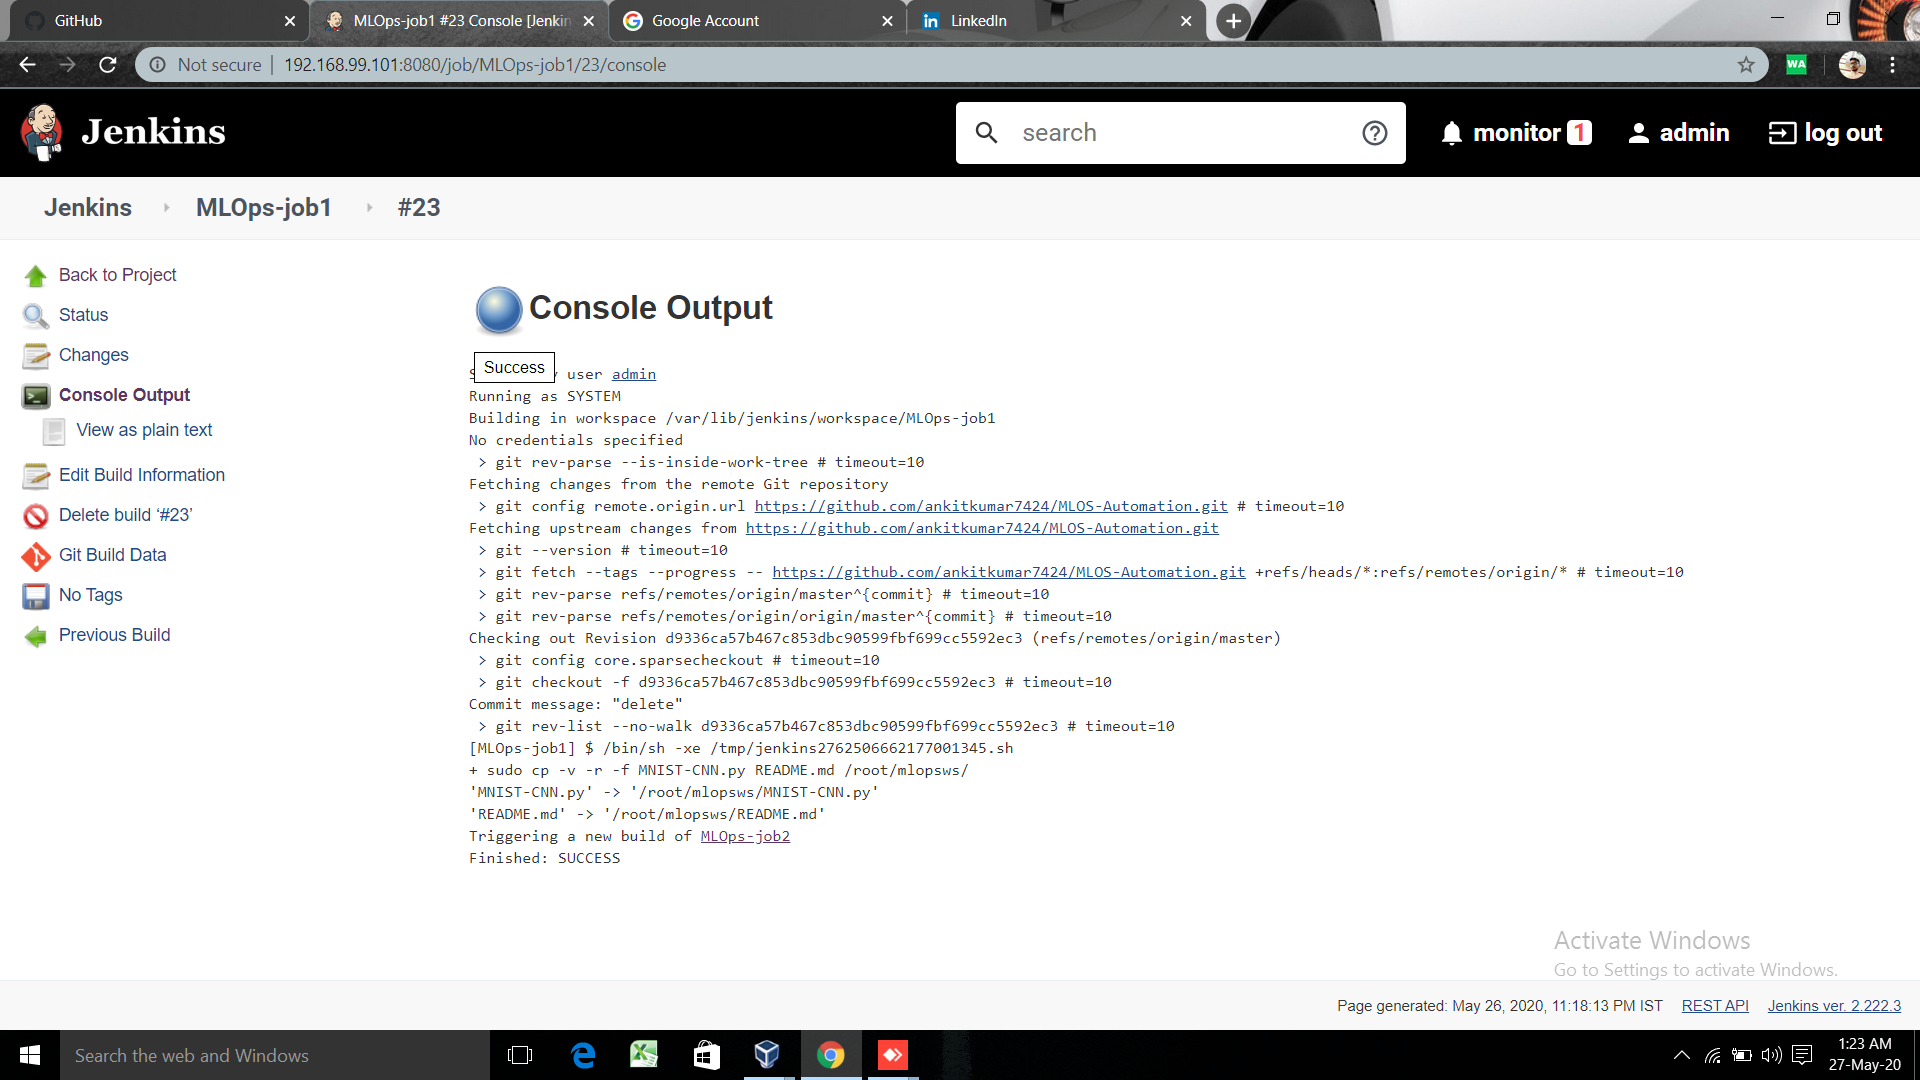 GitHub
MLOps-job1 #23 Console [Jenkin
Google Account
LinkedIn
Not secure | 192.168.99.101:8080/job/MLOps-job1/23/console
WA
Jenkins
search
monitor 1
admin
log out
Jenkins MLOps-job1 #23
Back to Project
Status
Changes
Console Output
View as plain text
Edit Build Information
Delete build ‘#23’
Git Build Data
No Tags
Previous Build
Console Output
Success
user admin
Running as SYSTEM
Building in workspace /var/lib/jenkins/workspace/MLOps-job1
No credentials specified
> git rev-parse --is-inside-work-tree # timeout=10
Fetching changes from the remote Git repository
> git config remote.origin.url https://github.com/ankitkumar7424/MLOS-Automation.git # timeout=10
Fetching upstream changes from https://github.com/ankitkumar7424/MLOS-Automation.git
> git --version # timeout=10
> git fetch --tags --progress -- https://github.com/ankitkumar7424/MLOS-Automation.git +refs/heads/*:refs/remotes/origin/* # timeout=10
> git rev-parse refs/remotes/origin/master^{commit} # timeout=10
> git rev-parse refs/remotes/origin/origin/master^{commit} # timeout=10
Checking out Revision d9336ca57b467c853dbc90599fbf699cc5592ec3 (refs/remotes/origin/master)
> git config core.sparsecheckout # timeout=10
> git checkout -f d9336ca57b467c853dbc90599fbf699cc5592ec3 # timeout=10
Commit message: "delete"
> git rev-list --no-walk d9336ca57b467c853dbc90599fbf699cc5592ec3 # timeout=10
[MLOps-job1] $ /bin/sh -xe /tmp/jenkins2762506662177001345.sh
+ sudo cp -v -r -f MNIST-CNN.py README.md /root/mlopsws/
'MNIST-CNN.py' -> '/root/mlopsws/MNIST-CNN.py'
'README.md' -> '/root/mlopsws/README.md'
Triggering a new build of MLOps-job2
Finished: SUCCESS
Activate Windows
Go to Settings to activate Windows.
Page generated: May 26, 2020, 11:18:13 PM IST REST API Jenkins ver. 2.222.3
Search the web and Windows
1:23 AM
27-May-20